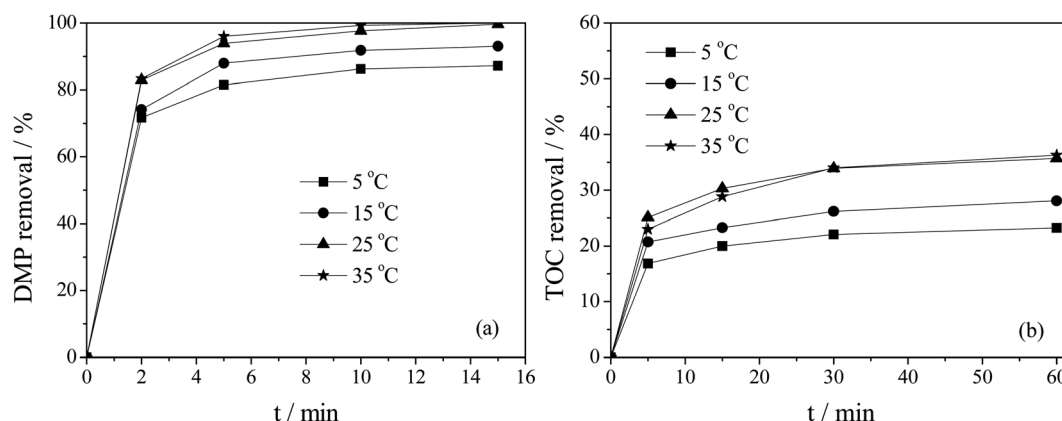 100
80
60
40
20
0
DMP removal / %
5 °C
15 °C
25 °C
35 °C
(a)
0 2 4 6 8 10 12 14 16
t / min
60
50
40
30
20
10
0
TOC removal / %
5 °C
15 °C
25 °C
35 °C
(b)
0 10 20 30 40 50 60
t / min